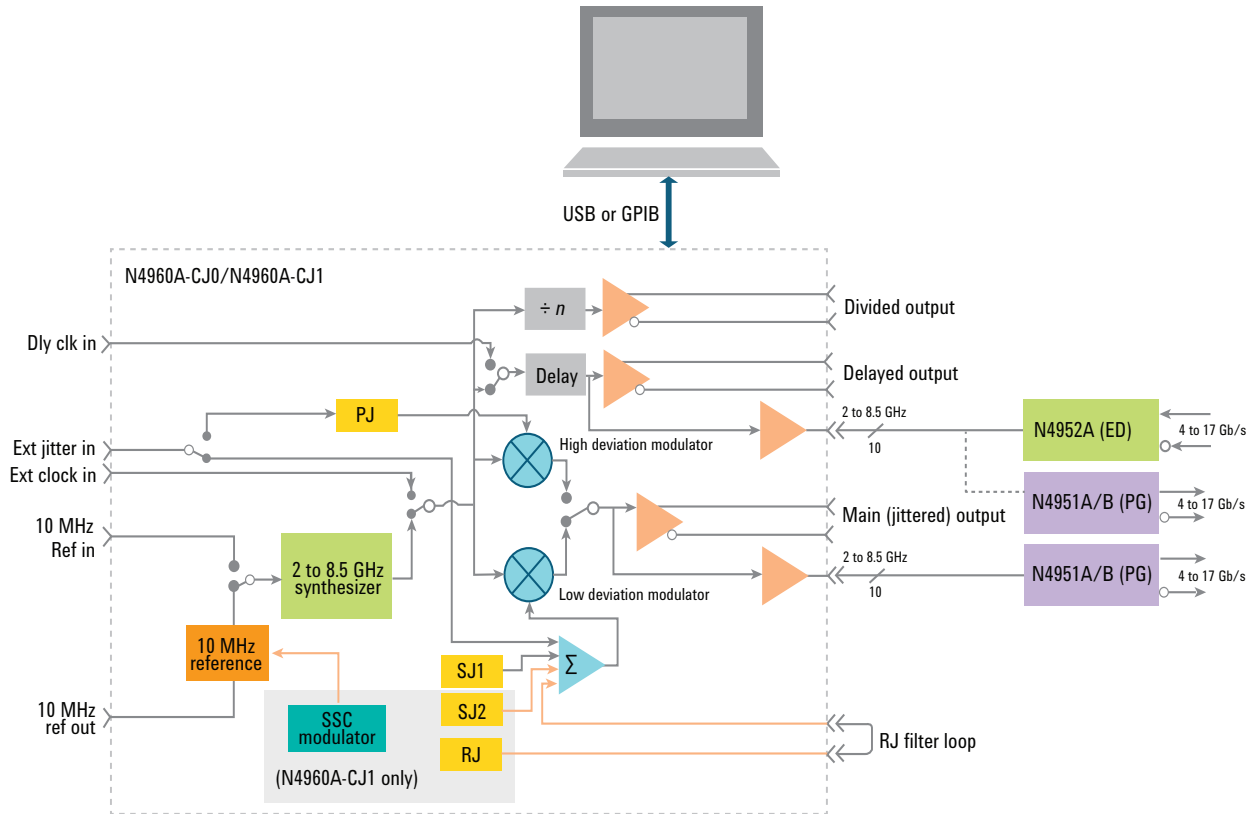 USB or GPIB
N4960A-CJ0/N4960A-CJ1
÷ n
Divided output
Dly clk in
Delay
Delayed output
PJ
2 to 8.5 GHz
10
N4952A (ED)
4 to 17 Gb/s
Ext jitter in
High deviation modulator
Ext clock in
N4951A/B (PG)
4 to 17 Gb/s
10 MHz
Ref in
Main (jittered) output
2 to 8.5 GHz
synthesizer
2 to 8.5 GHz
10
N4951A/B (PG)
4 to 17 Gb/s
Low deviation modulator
10 MHz
reference
SJ1
Σ
10 MHz
ref out
SSC
modulator
SJ2
RJ
RJ filter loop
(N4960A-CJ1 only)